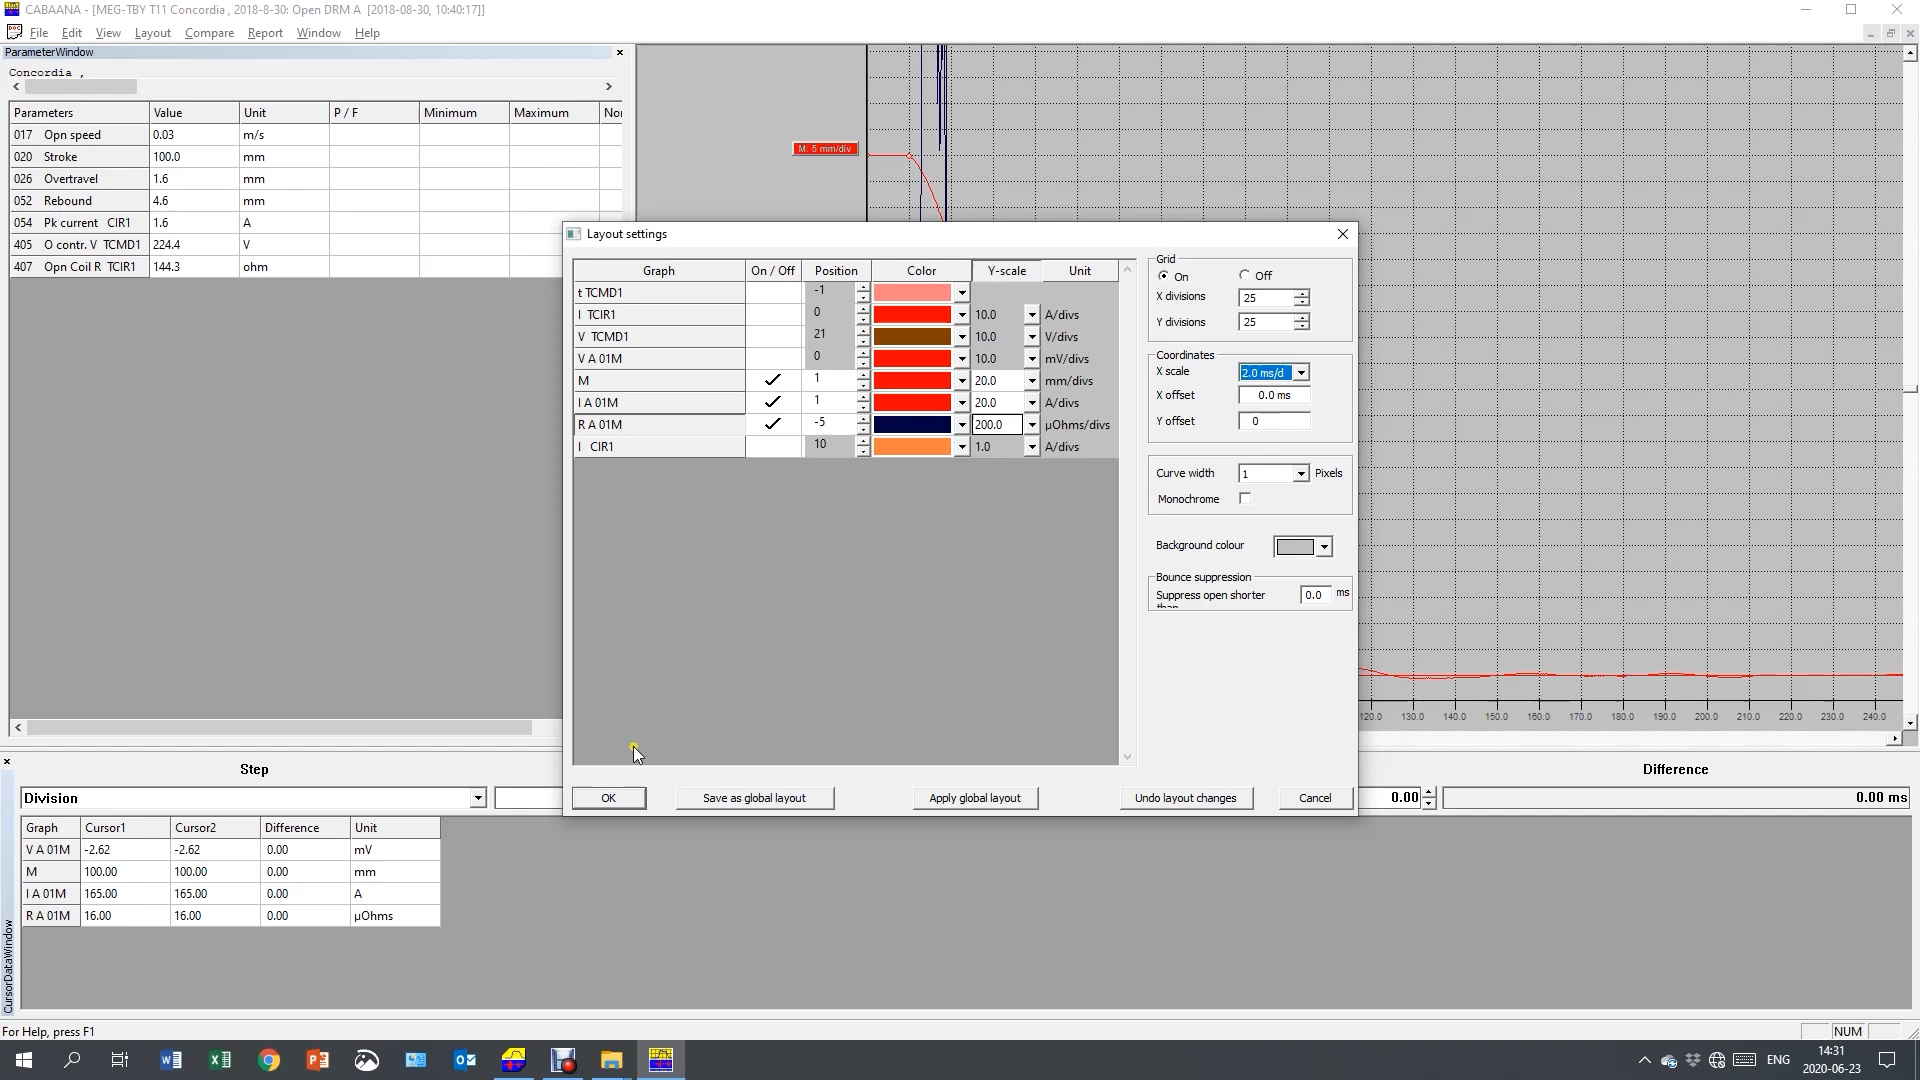 CABAANA - [MEG-TBY T11 Concordia , 2018-8-30: Open DRM A  [2018-08-30, 10:40:17]]
File Edit View Layout Compare Report Window Help
ParameterWindow
Concordia ,
Parameters Value Unit P / F Minimum Maximum
017 Opn speed 0.03 m/s
020 Stroke 100.0 mm
026 Overtravel 1.6 mm
052 Rebound 4.6 mm
054 Pk current CIR1 1.6 A
405 O contr. V TCMD1 224.4 V
407 Opn Coil R TCIR1 144.3 ohm
M: 5 mm/div
Layout settings
Graph On / Off Position Color Y-scale Unit
t TCMD1 -1
I TCIR1 0 10.0 A/divs
V TCMD1 21 10.0 V/divs
V A 01M 0 10.0 mV/divs
M 1 20.0 mm/divs
I A 01M 1 20.0 A/divs
R A 01M -5 200.0 µOhms/divs
I CIR1 10 1.0 A/divs
Grid
On Off
X divisions 25
Y divisions 25
Coordinates
X scale 2.0 ms/d
X offset 0.0 ms
Y offset 0
Curve width 1 Pixels
Monochrome
Background colour
Bounce suppression
Suppress open shorter 0.0 ms
OK Save as global layout Apply global layout Undo layout changes Cancel
120.0 130.0 140.0 150.0 160.0 170.0 180.0 190.0 200.0 210.0 220.0 230.0 240.0
Step Difference
Division 0.00 0.00 ms
Graph Cursor1 Cursor2 Difference Unit
V A 01M -2.62 -2.62 0.00 mV
M 100.00 100.00 0.00 mm
I A 01M 165.00 165.00 0.00 A
R A 01M 16.00 16.00 0.00 µOhms
CursorDataWindow
For Help, press F1
NUM
ENG
14:31
2020-06-23